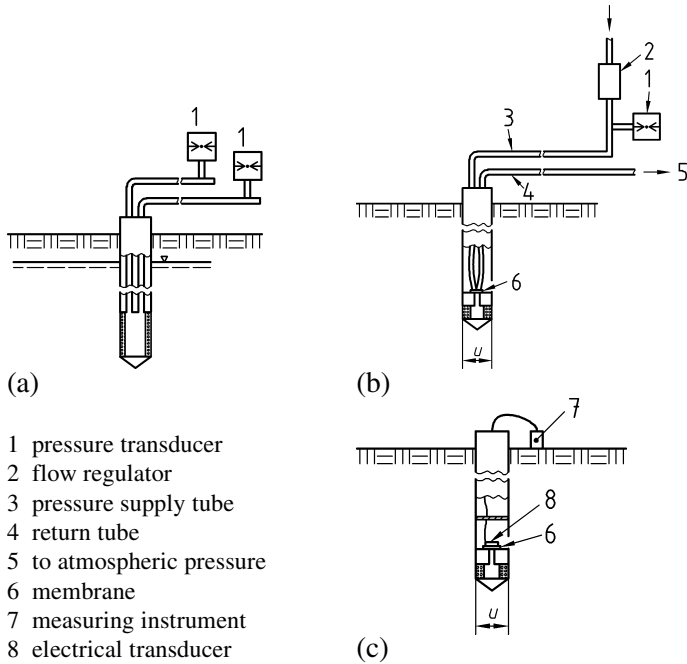 1
1
(a)
2
1
3
4
5
6
u
(b)
1 pressure transducer
2 flow regulator
3 pressure supply tube
4 return tube
5 to atmospheric pressure
6 membrane
7 measuring instrument
8 electrical transducer
7
8
6
u
(c)